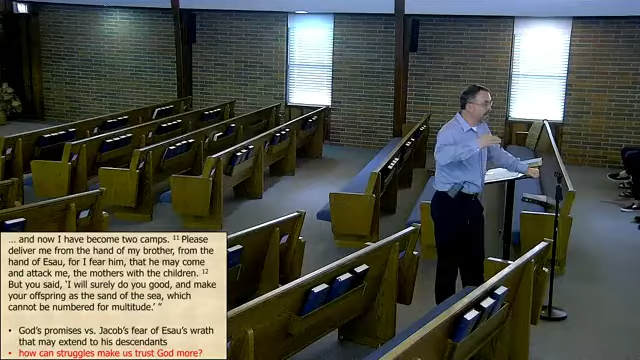 … and now I have become two camps. ¹¹ Please
deliver me from the hand of my brother, from the
hand of Esau, for I fear him, that he may come
and attack me, the mothers with the children. ¹²
But you said, ‘I will surely do you good, and make
your offspring as the sand of the sea, which
cannot be numbered for multitude.’ ”
• God's promises vs. Jacob's fear of Esau's wrath
that may extend to his descendants
• how can struggles make us trust God more?